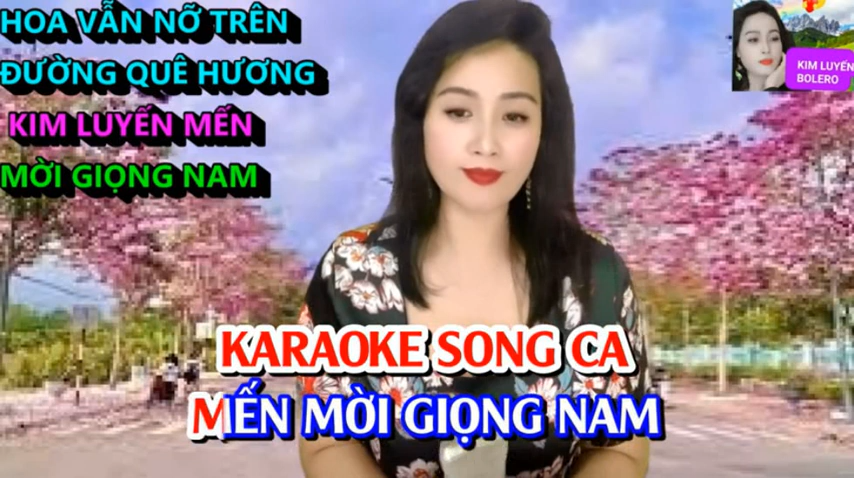 HOA VẪN NỠ TRÊN
ĐƯỜNG QUÊ HƯƠNG
KIM LUYẾN MẾN
MỜI GIỌNG NAM
KIM LUYẾN
BOLERO
KARAOKE SONG CA
MẾN MỜI GIỌNG NAM